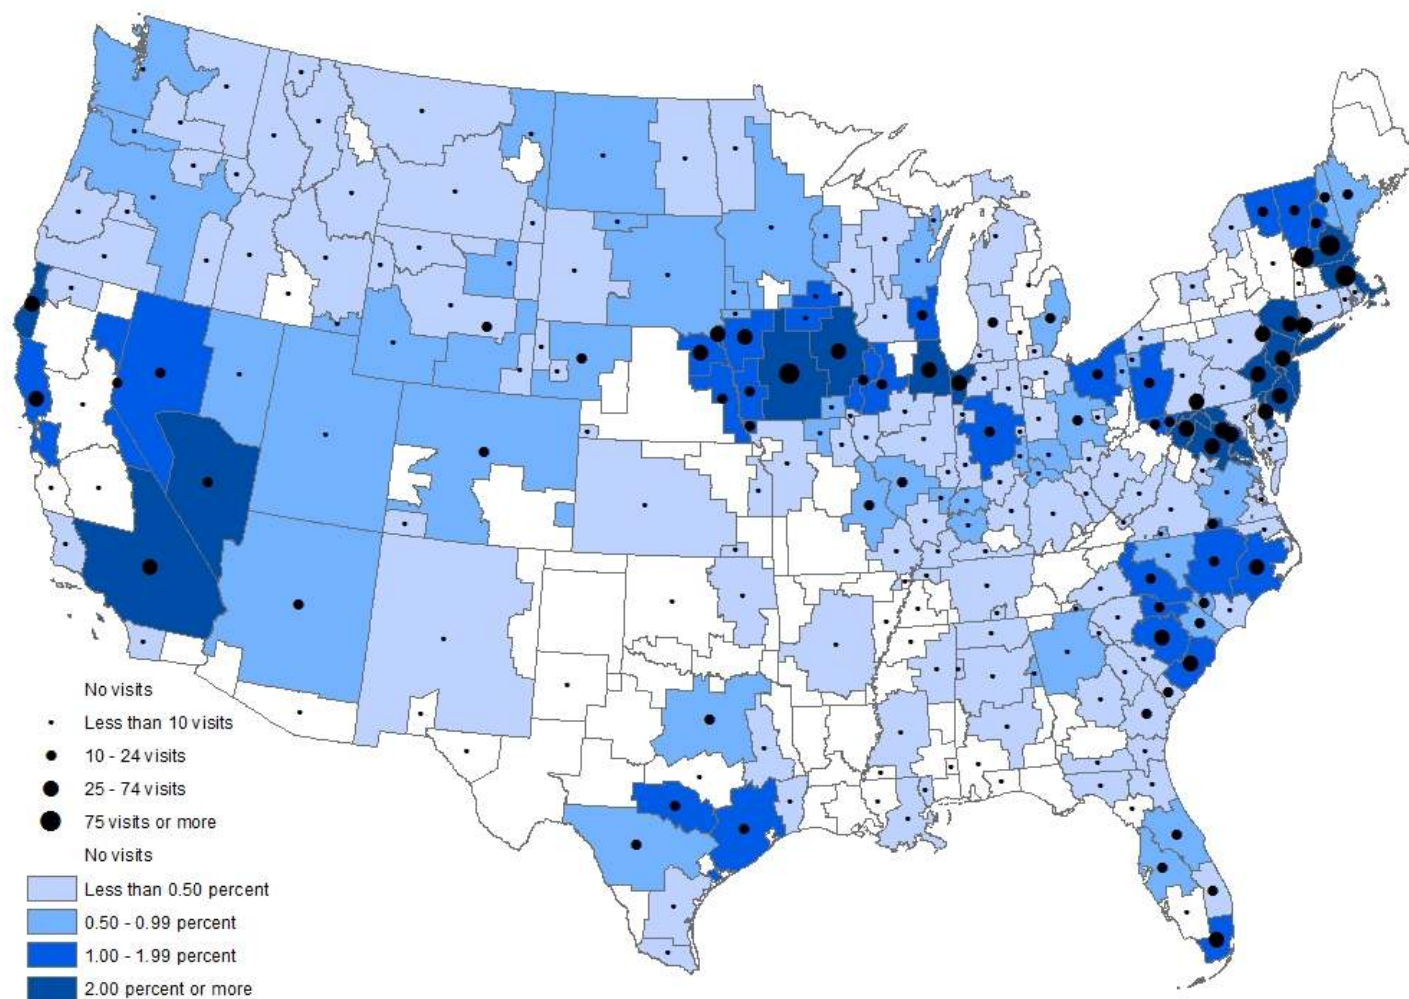 No visits
Less than 10 visits
10 - 24 visits
25 - 74 visits
75 visits or more
No visits
Less than 0.50 percent
0.50 - 0.99 percent
1.00 - 1.99 percent
2.00 percent or more